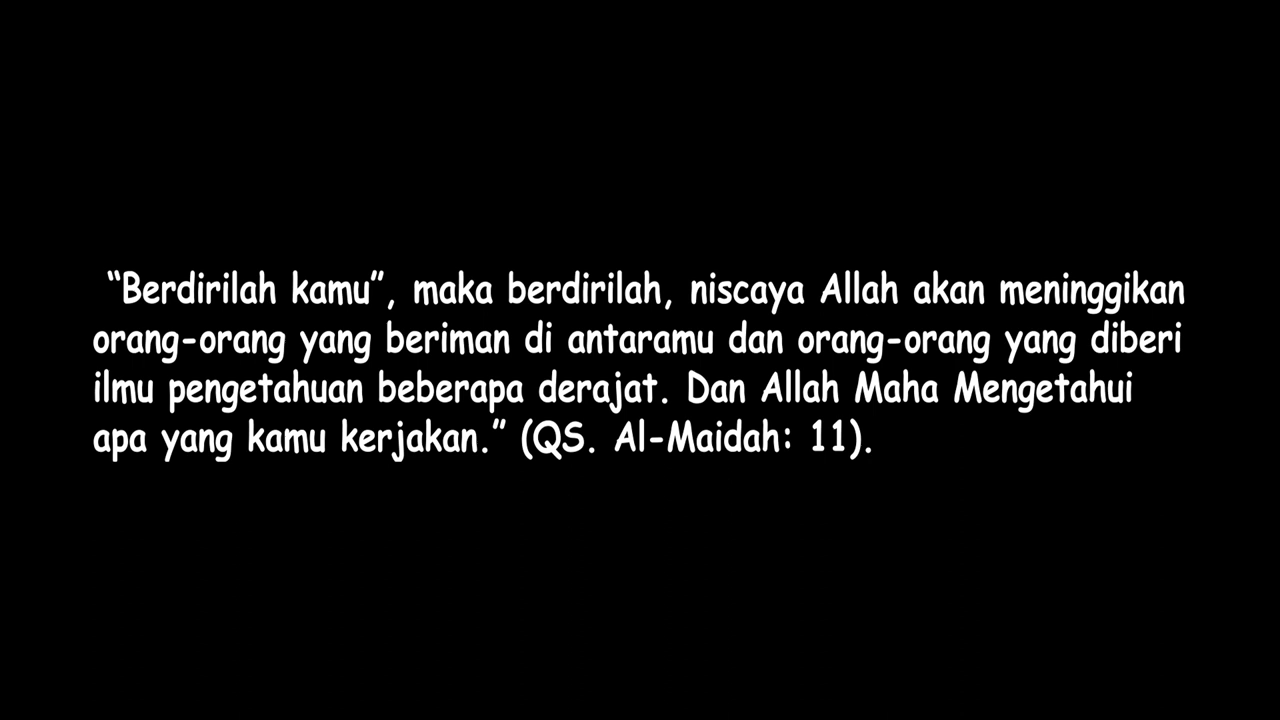 “Berdirilah kamu”, maka berdirilah, niscaya Allah akan meninggikan
orang-orang yang beriman di antaramu dan orang-orang yang diberi
ilmu pengetahuan beberapa derajat. Dan Allah Maha Mengetahui
apa yang kamu kerjakan.” (QS. Al-Maidah: 11).